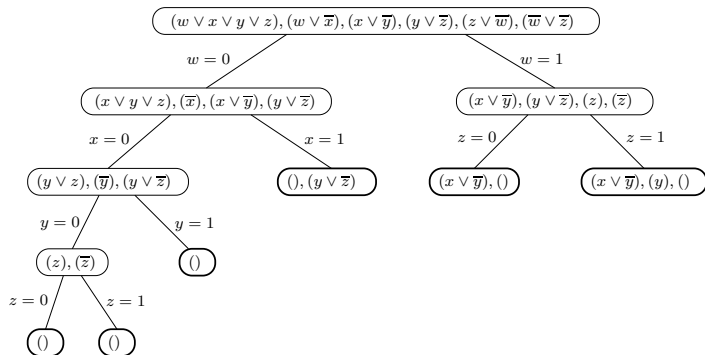 (w ∨ x ∨ y ∨ z), (w ∨ x̅), (x ∨ y̅), (y ∨ z̅), (z ∨ w̅), (w̅ ∨ z̅)
w = 0 w = 1
(x ∨ y ∨ z), (x̅), (x ∨ y̅), (y ∨ z̅) (x ∨ y̅), (y ∨ z̅), (z), (z̅)
x = 0 x = 1 z = 0 z = 1
(y ∨ z), (y̅), (y ∨ z̅) (), (y ∨ z̅) (x ∨ y̅), () (x ∨ y̅), (y), ()
y = 0 y = 1
(z), (z̅) ()
z = 0 z = 1
() ()